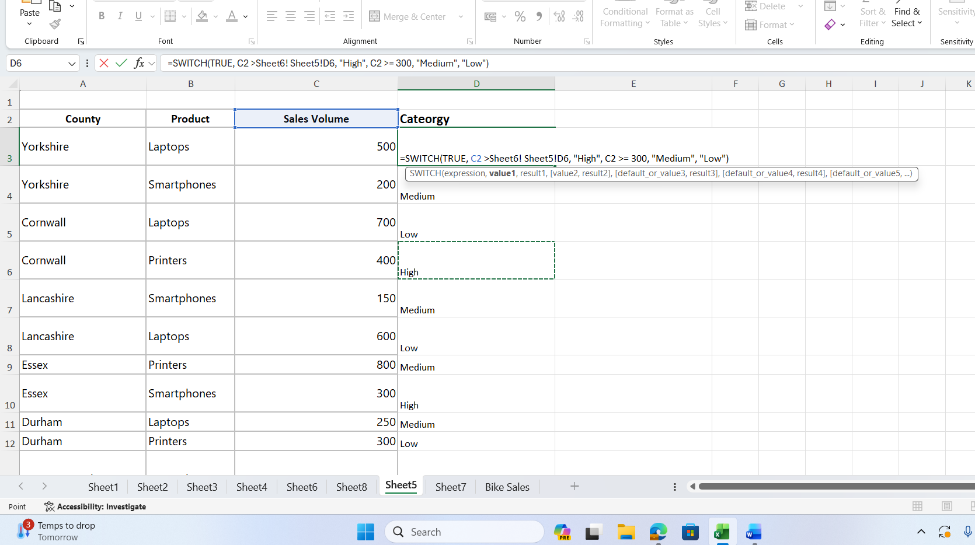 Paste
B I U A
Merge & Center
% 9
Conditional Formatting
Format as Table
Cell Styles
Delete
Format
Sort & Filter
Find & Select
Sensitivity
Clipboard Font Alignment Number Styles Cells Editing Sensitivity
D6 fx =SWITCH(TRUE, C2 >Sheet6! Sheet5!D6, "High", C2 >= 300, "Medium", "Low")
A B C D E F G H I J K
1
2 County Product Sales Volume Cateorgy
3 Yorkshire Laptops 500 =SWITCH(TRUE, C2 >Sheet6! Sheet5!D6, "High", C2 >= 300, "Medium", "Low")
SWITCH(expression, value1, result1, [value2, result2], [default_or_value3, result3], [default_or_value4, result4], [default_or_value5, ...)
4 Yorkshire Smartphones 200 Medium
5 Cornwall Laptops 700 Low
6 Cornwall Printers 400 High
7 Lancashire Smartphones 150 Medium
8 Lancashire Laptops 600 Low
9 Essex Printers 800 Medium
10 Essex Smartphones 300 High
11 Durham Laptops 250 Medium
12 Durham Printers 300 Low
Sheet1 Sheet2 Sheet3 Sheet4 Sheet6 Sheet8 Sheet5 Sheet7 Bike Sales +
Point Accessibility: Investigate
3 Temps to drop
Tomorrow
Search
PRE